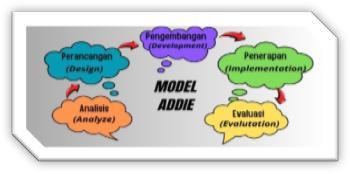 Pengembangan
(Development)
Perancangan
(Design)
Penerapan
(Implementation)
MODEL
ADDIE
Analisis
(Analyze)
Evaluasi
(Evalutation)